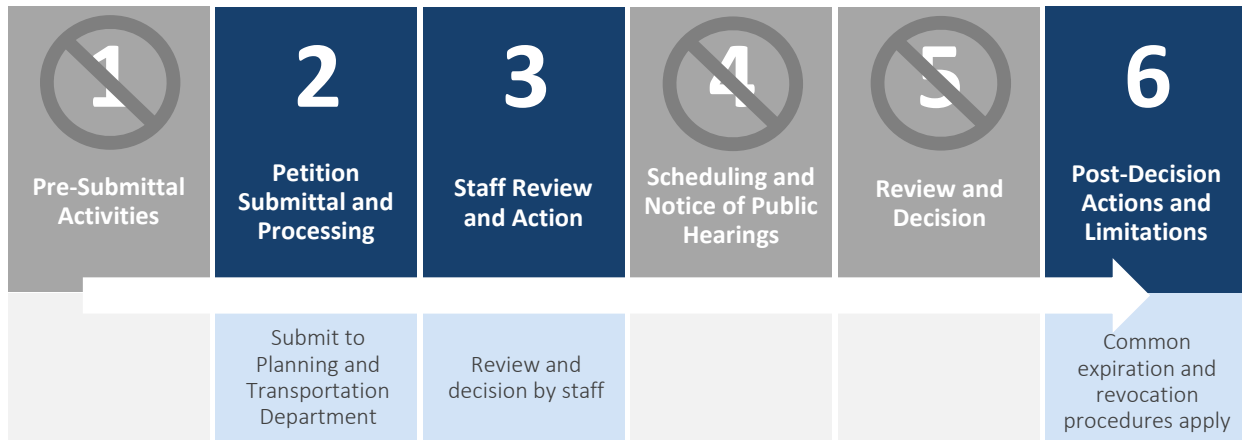 1
Pre-Submittal
Activities
2
Petition
Submittal and
Processing
Submit to
Planning and
Transportation
Department
3
Staff Review
and Action
Review and
decision by staff
4
Scheduling and
Notice of Public
Hearings
5
Review and
Decision
6
Post-Decision
Actions and
Limitations
Common
expiration and
revocation
procedures apply